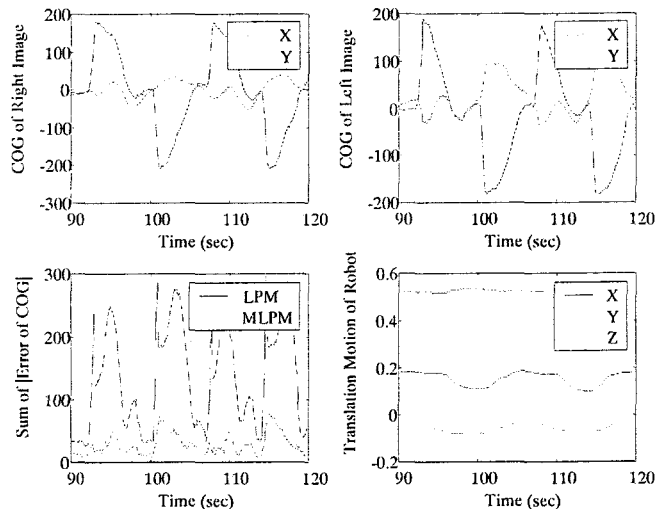 COG of Right Image
200
100
0
-100
-200
-300
90
100
110
120
Time (sec)
X
Y
COG of Left Image
200
100
0
-100
-200
90
100
110
120
Time (sec)
X
Y
Sum of |Error of COG|
300
200
100
0
90
100
110
120
Time (sec)
LPM
MLPM
Translation Motion of Robot
0.6
0.4
0.2
0
-0.2
90
100
110
120
Time (sec)
X
Y
Z